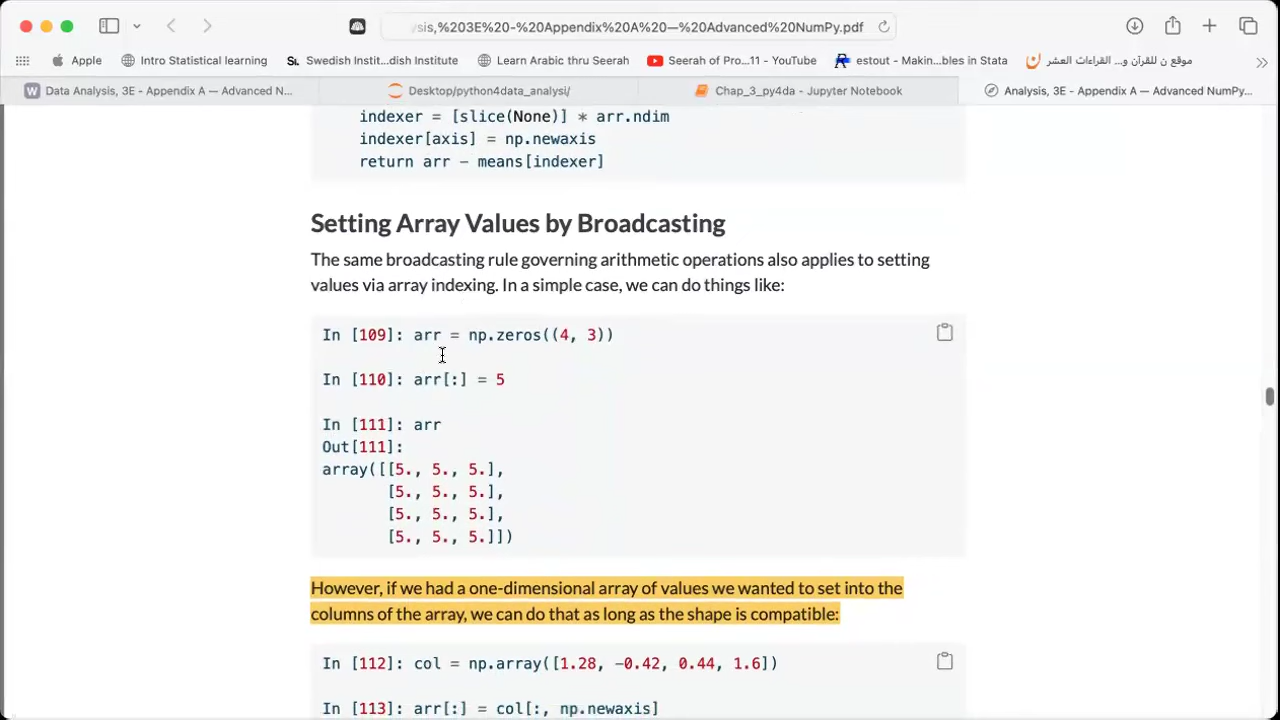 sis,%203E%20-%20Appendix%20A%20—%20Advanced%20NumPy.pdf
Apple
Intro Statistical learning
SI. Swedish Instit...dish Institute
Learn Arabic thru Seerah
Seerah of Pro...11 - YouTube
estout - Makin...bles in Stata
موقع ن للقرآن و... القراءات العشر
W Data Analysis, 3E - Appendix A — Advanced N...
Desktop/python4data_analysi/
Chap_3_py4da - Jupyter Notebook
Analysis, 3E - Appendix A — Advanced NumPy...
indexer = [slice(None)] * arr.ndim
indexer[axis] = np.newaxis
return arr - means[indexer]
Setting Array Values by Broadcasting
The same broadcasting rule governing arithmetic operations also applies to setting
values via array indexing. In a simple case, we can do things like:
In [109]: arr = np.zeros((4, 3))
In [110]: arr[:] = 5
In [111]: arr
Out[111]:
array([[5., 5., 5.],
[5., 5., 5.],
[5., 5., 5.],
[5., 5., 5.]])
However, if we had a one-dimensional array of values we wanted to set into the
columns of the array, we can do that as long as the shape is compatible:
In [112]: col = np.array([1.28, -0.42, 0.44, 1.6])
In [113]: arr[:] = col[:, np.newaxis]